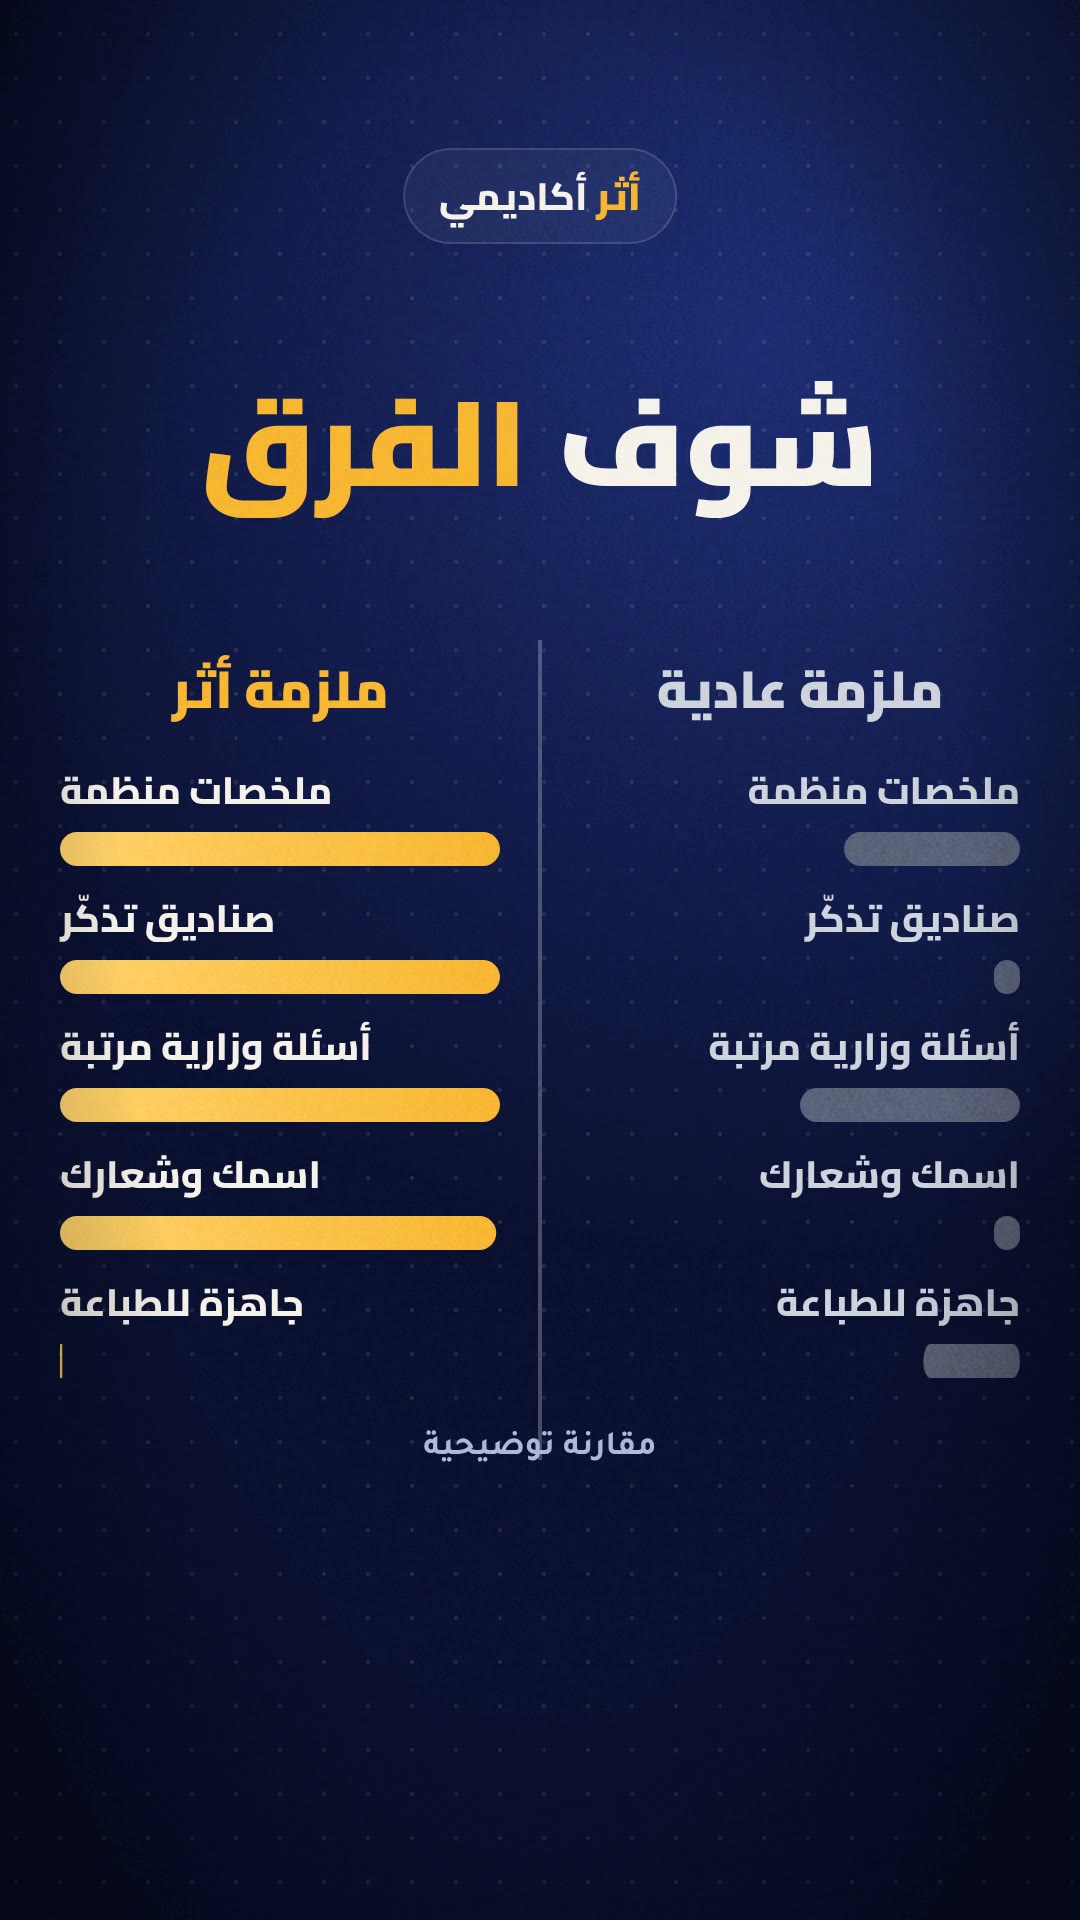 أثر أكاديمي
شوف الفرق
ملزمة عادية
ملخصات منظمة
صناديق تذكّر
أسئلة وزارية مرتبة
اسمك وشعارك
جاهزة للطباعة
ملزمة أثر
ملخصات منظمة
صناديق تذكّر
أسئلة وزارية مرتبة
اسمك وشعارك
جاهزة للطباعة
مقارنة توضيحية